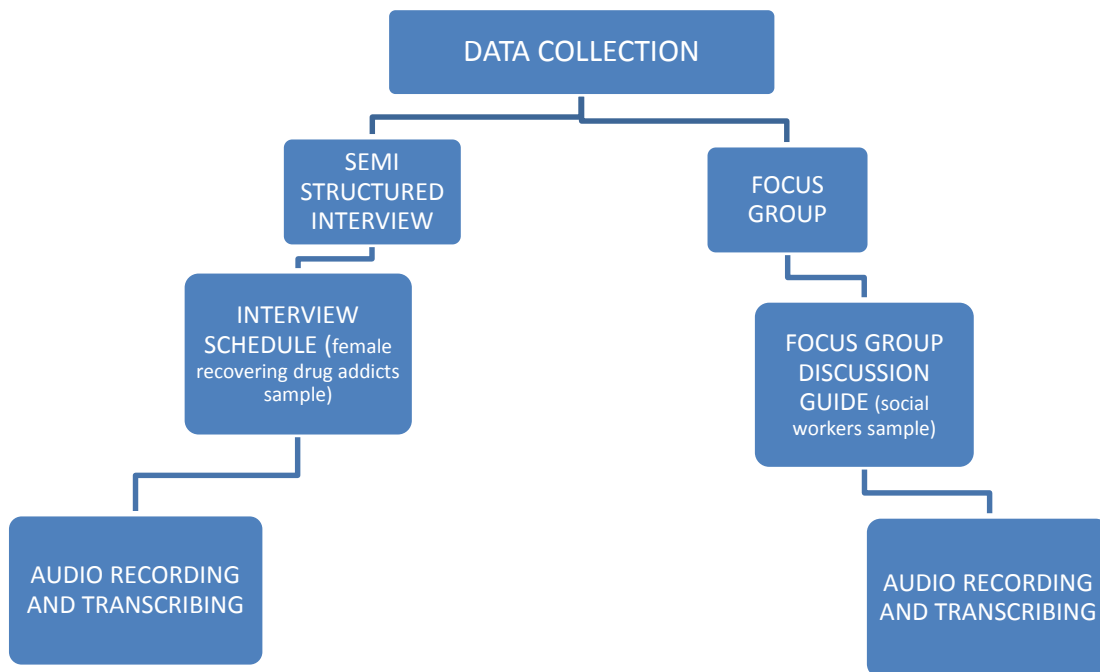 DATA COLLECTION
SEMI
STRUCTURED
INTERVIEW
FOCUS
GROUP
INTERVIEW
SCHEDULE (female
recovering drug addicts
sample)
FOCUS GROUP
DISCUSSION
GUIDE (social
workers sample)
AUDIO RECORDING
AND TRANSCRIBING
AUDIO RECORDING
AND TRANSCRIBING